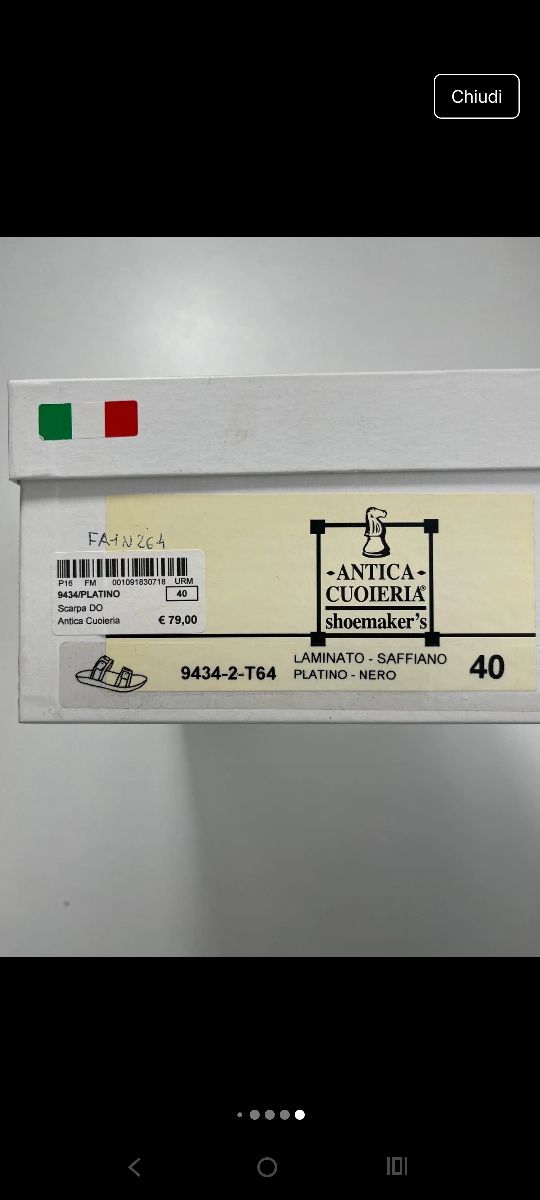 Chiudi
FA1N264
P16 FM 001091830718 URM
9434/PLATINO 40
Scarpa DO
Antica Cuoieria € 79,00
ANTICA
CUOIERIA®
shoemaker's
9434-2-T64
LAMINATO - SAFFIANO
PLATINO - NERO
40